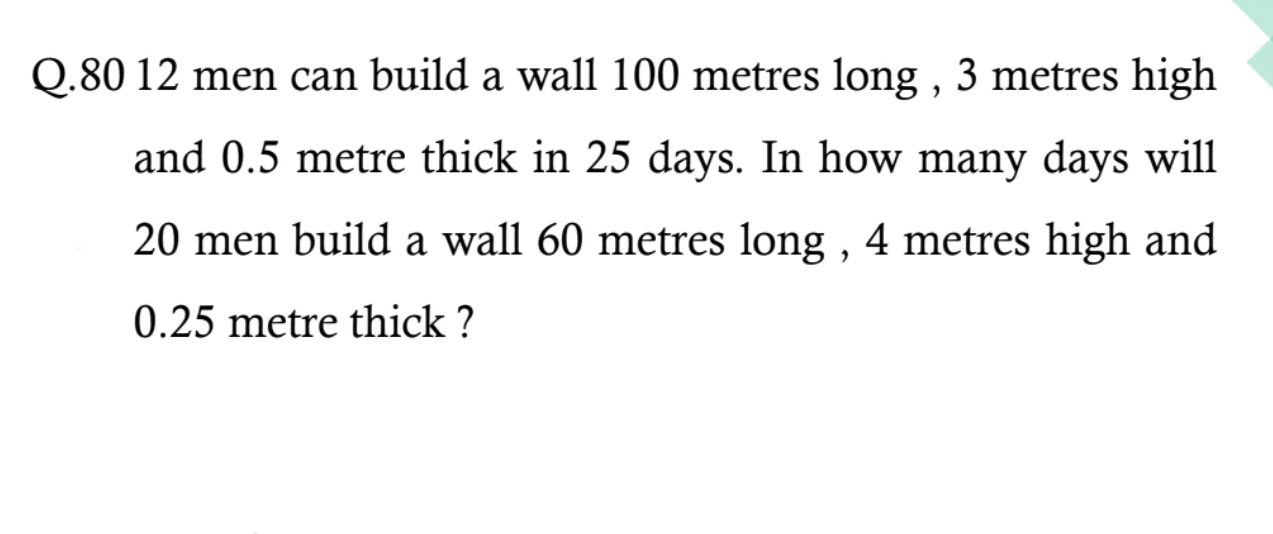 Q.80 12 men can build a wall 100 metres long , 3 metres high
and 0.5 metre thick in 25 days. In how many days will
20 men build a wall 60 metres long , 4 metres high and
0.25 metre thick ?